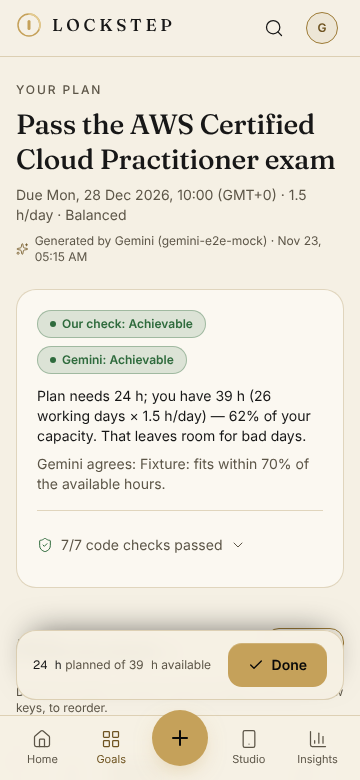 LOCKSTEP
G
YOUR PLAN
Pass the AWS Certified
Cloud Practitioner exam
Due Mon, 28 Dec 2026, 10:00 (GMT+0) · 1.5
h/day · Balanced
Generated by Gemini (gemini-e2e-mock) · Nov 23,
05:15 AM
Our check: Achievable
Gemini: Achievable
Plan needs 24 h; you have 39 h (26
working days × 1.5 h/day) — 62% of your
capacity. That leaves room for bad days.
Gemini agrees: Fixture: fits within 70% of
the available hours.
7/7 code checks passed
24 h planned of 39 h available
Done
keys, to reorder.
Home
Goals
Studio
Insights